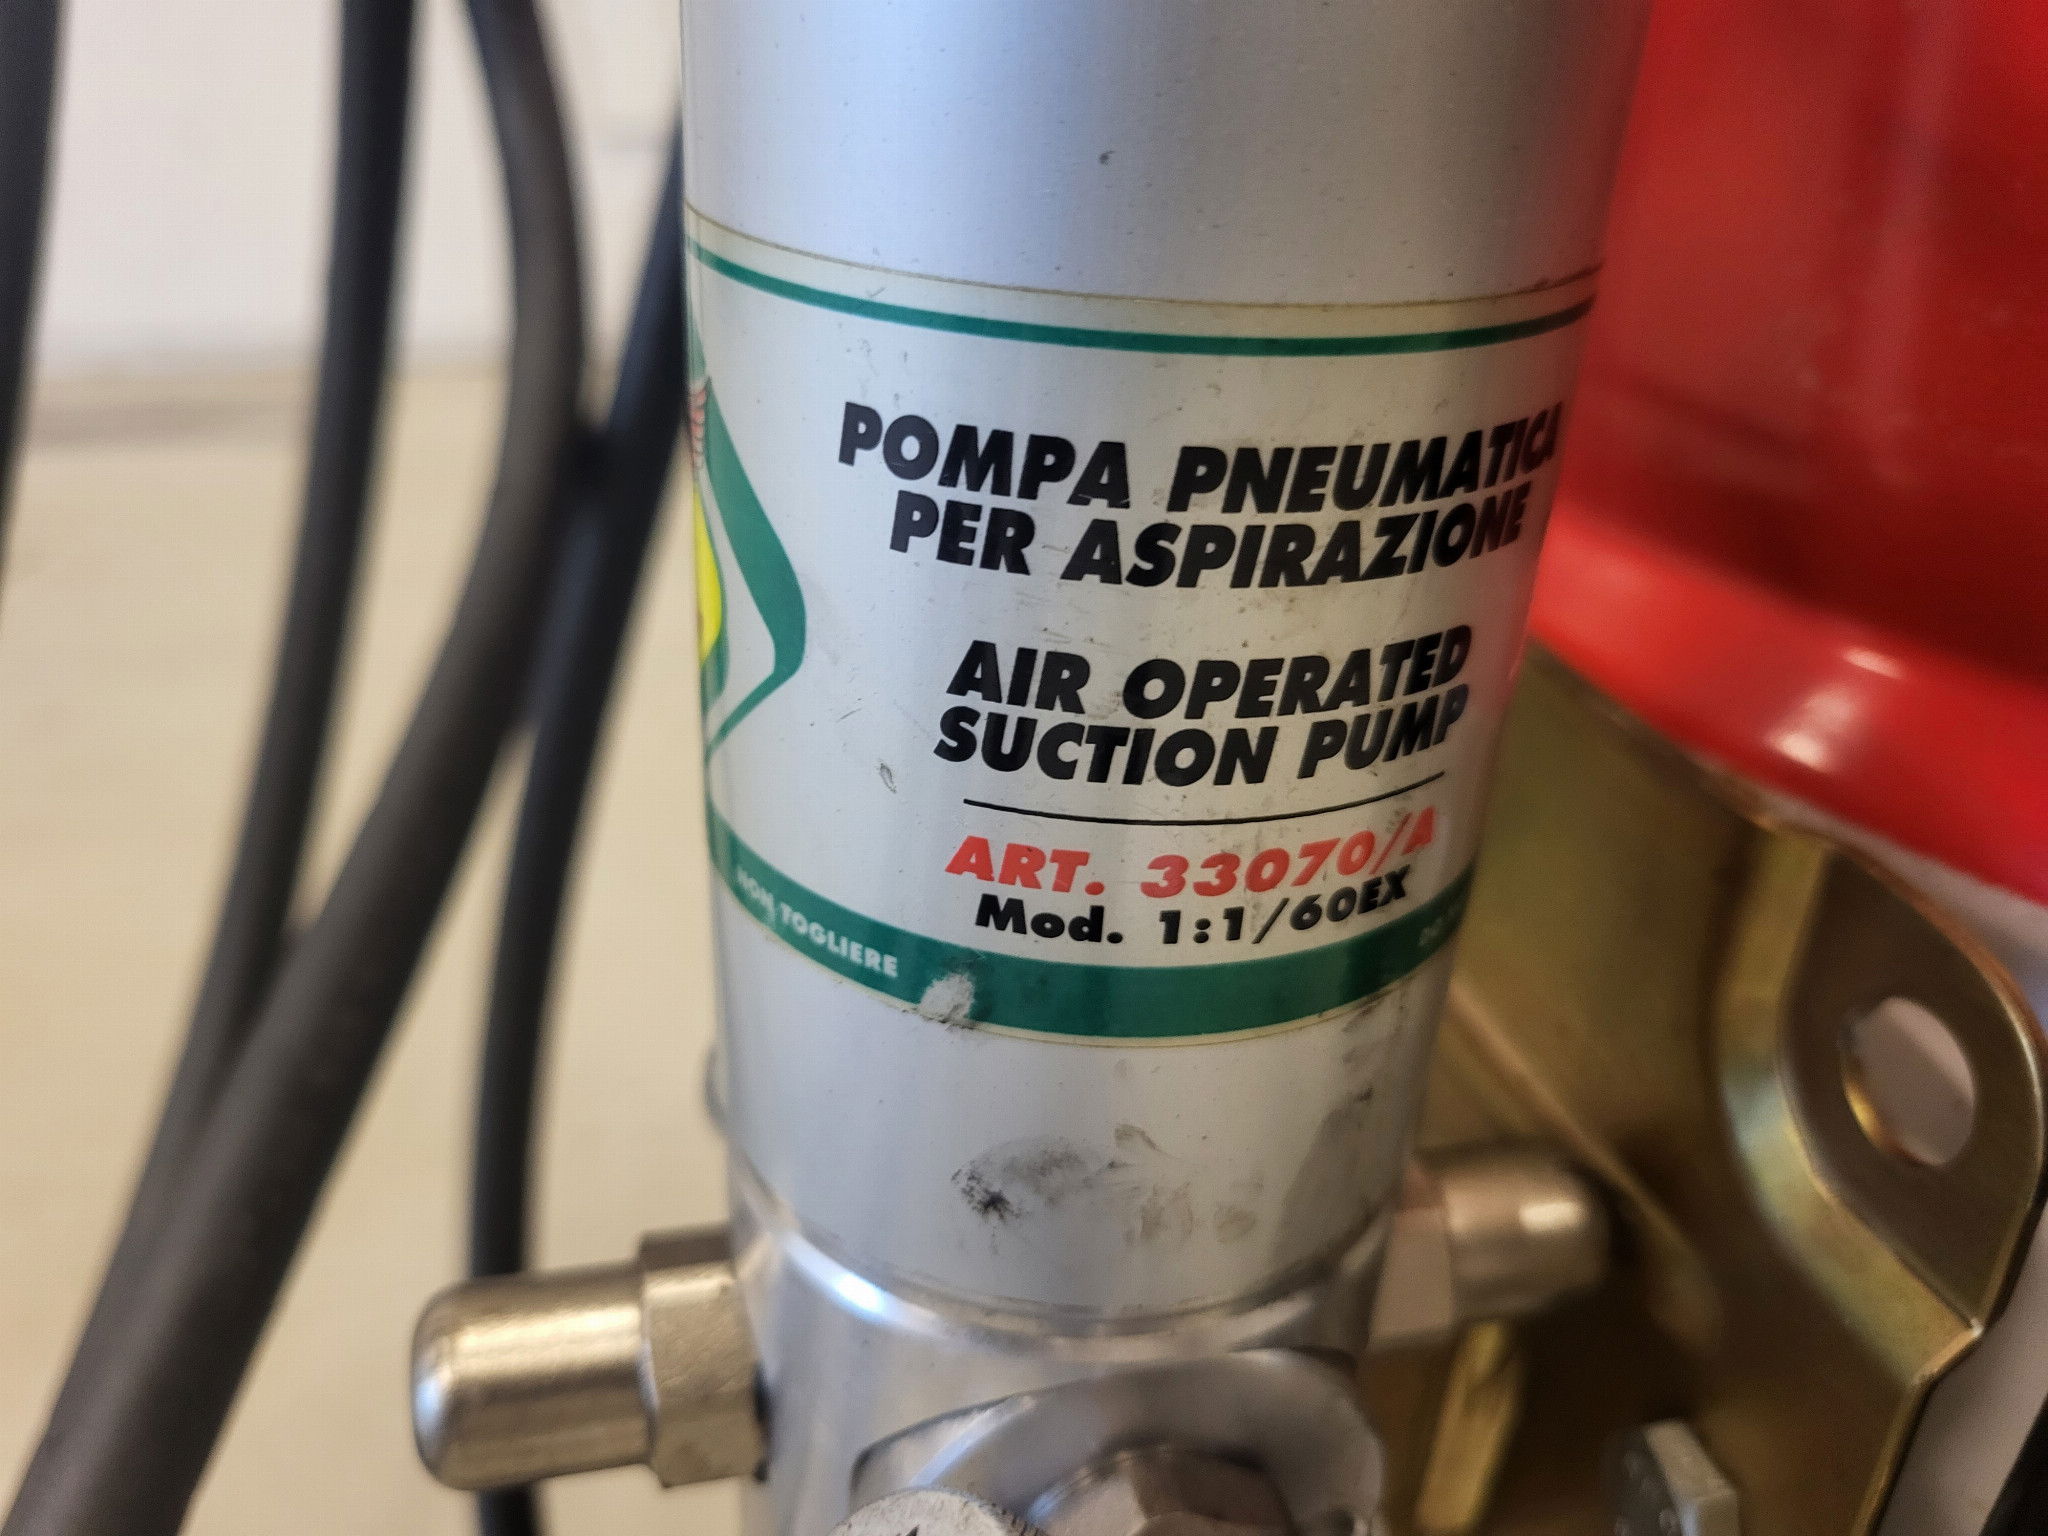 POMPA PNEUMATICA
PER ASPIRAZIONE
AIR OPERATED
SUCTION PUMP
ART. 33070/A
Mod. 1:1/60EX
NON TOGLIERE